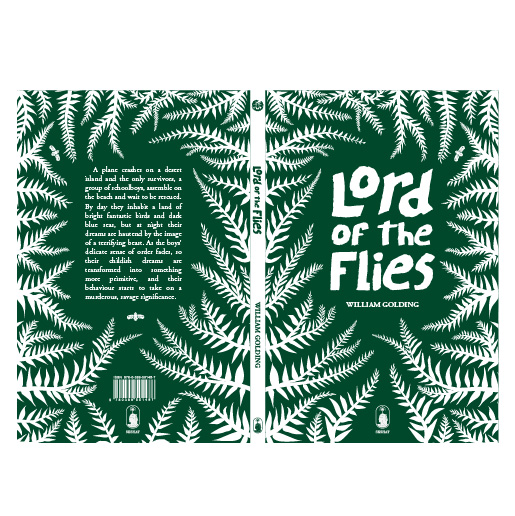 A plane crashes on a desert
island and the only survivors, a
group of schoolboys, assemble on
the beach and wait to be rescued.
By day they inhabit a land of
bright fantastic birds and dark
blue seas, but at night their
dreams are hautend by the image
of a terrifying beast. As the boys'
delicate sense of order fades, so
their childish dreams are
transformed into something
more primitive, and their
behaviour starts to take on a
murderous, savage significance.
SESHAT
Lord of the Flies
WILLIAM GOLDING
Lord
of the
Flies
WILLIAM GOLDING
SESHAT